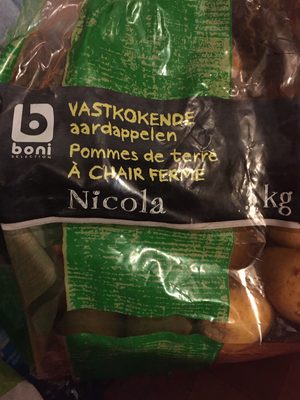 boni
SELECTION
VASTKOKENDE
aardappelen
Pommes de terre
À CHAIR FERME
Nicola
kg